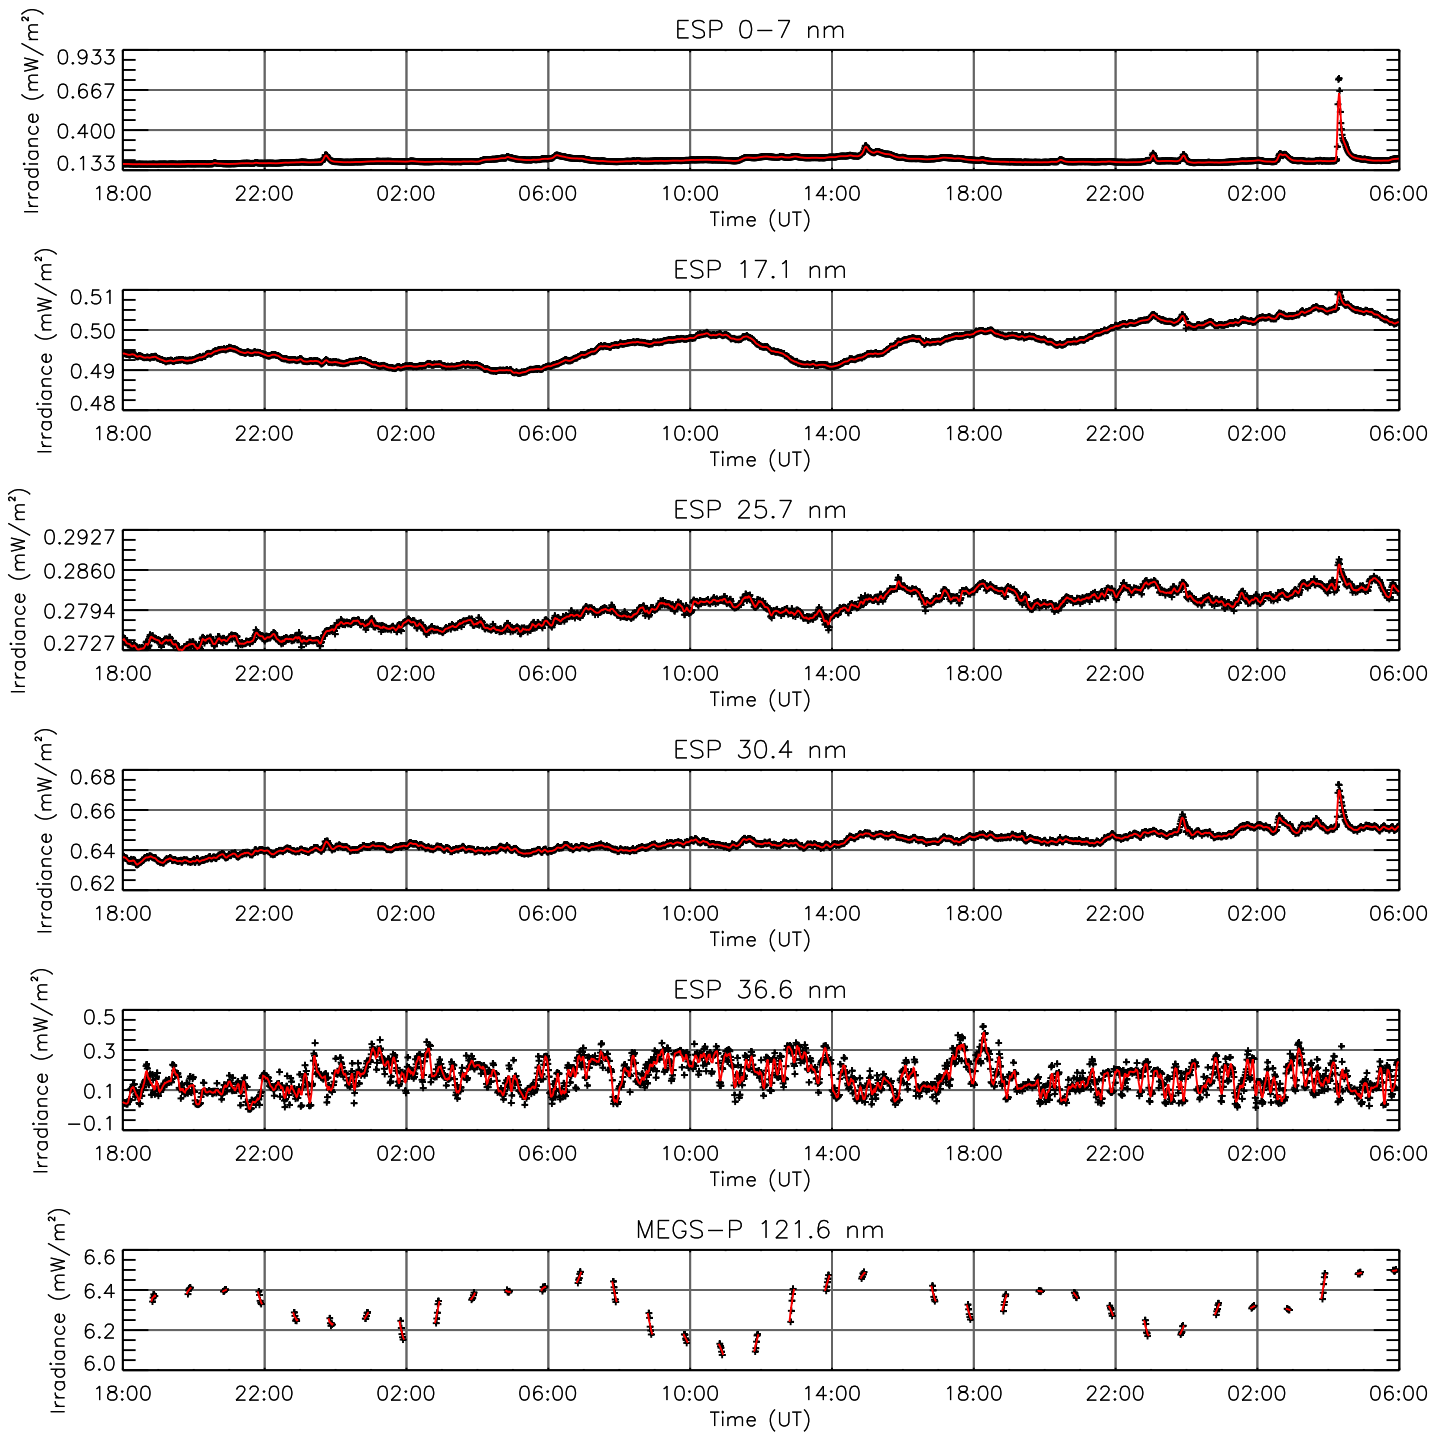 ESP 0−7 nm
Irradiance (mW/m²)
0.933
0.667
0.400
0.133
18:00 22:00 02:00 06:00 10:00 14:00 18:00 22:00 02:00 06:00
Time (UT)
ESP 17.1 nm
Irradiance (mW/m²)
0.51
0.50
0.49
0.48
18:00 22:00 02:00 06:00 10:00 14:00 18:00 22:00 02:00 06:00
Time (UT)
ESP 25.7 nm
Irradiance (mW/m²)
0.2927
0.2860
0.2794
0.2727
18:00 22:00 02:00 06:00 10:00 14:00 18:00 22:00 02:00 06:00
Time (UT)
ESP 30.4 nm
Irradiance (mW/m²)
0.68
0.66
0.64
0.62
18:00 22:00 02:00 06:00 10:00 14:00 18:00 22:00 02:00 06:00
Time (UT)
ESP 36.6 nm
Irradiance (mW/m²)
0.5
0.3
0.1
−0.1
18:00 22:00 02:00 06:00 10:00 14:00 18:00 22:00 02:00 06:00
Time (UT)
MEGS−P 121.6 nm
Irradiance (mW/m²)
6.6
6.4
6.2
6.0
18:00 22:00 02:00 06:00 10:00 14:00 18:00 22:00 02:00 06:00
Time (UT)